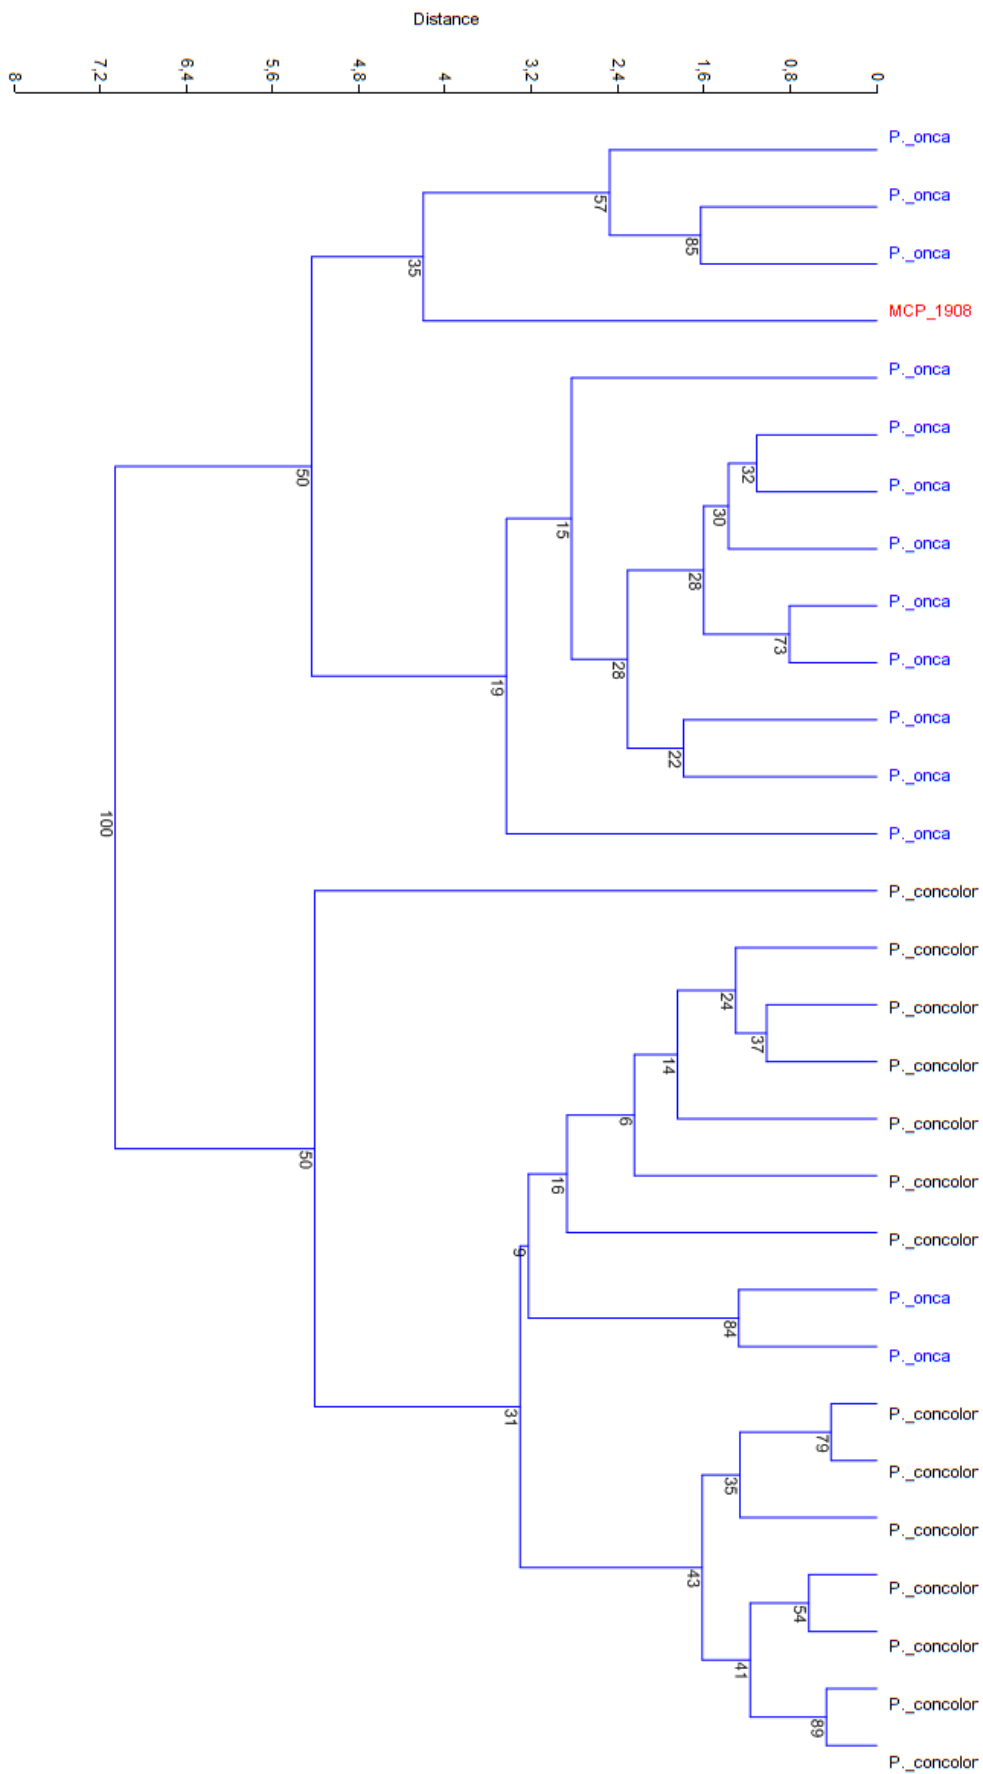 Distance
8
7,2
6,4
5,6
4,8
4
3,2
2,4
1,6
0,8
0
P._onca
P._onca
57
P._onca
85
35
MCP_1908
P._onca
P._onca
32
50
P._onca
30
15
P._onca
28
P._onca
73
P._onca
28
19
P._onca
22
P._onca
100
P._onca
P._concolor
P._concolor
24
P._concolor
37
P._concolor
14
6
P._concolor
50
16
P._concolor
9
P._concolor
P._onca
84
P._onca
31
P._concolor
79
P._concolor
35
P._concolor
43
P._concolor
54
P._concolor
41
P._concolor
89
P._concolor